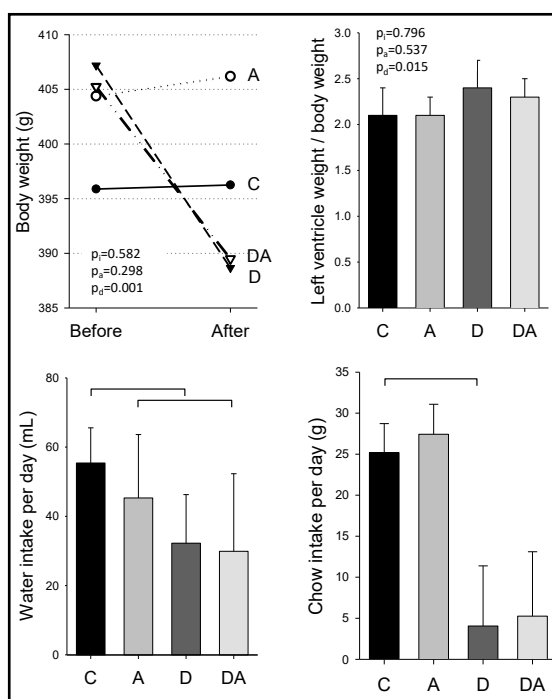 Body weight (g)
410
405
400
395
390
385
A
C
DA
D
pᵢ=0.582
pₐ=0.298
p_d=0.001
Before After
Left ventricle weight / body weight
3.0
2.5
2.0
1.5
1.0
0.5
0.0
pᵢ=0.796
pₐ=0.537
p_d=0.015
C A D DA
Water intake per day (mL)
80
60
40
20
0
C A D DA
Chow intake per day (g)
35
30
25
20
15
10
5
0
C A D DA